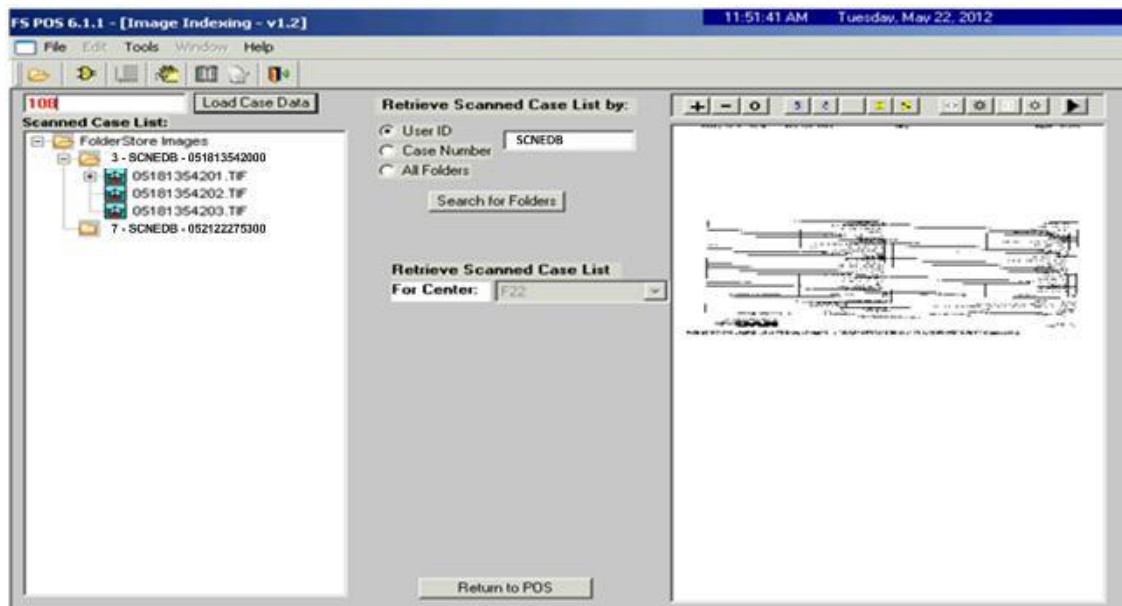 FS POS 6.1.1 - [Image Indexing - v1.2]
11:51:41 AM Tuesday, May 22, 2012
File Edit Tools Window Help
108 Load Case Data
Scanned Case List:
FolderStore Images
3 - SCNEDB - 051813542000
05181354201.TIF
05181354202.TIF
05181354203.TIF
7 - SCNEDB - 052122275300
Retrieve Scanned Case List by:
User ID SCNEDB
Case Number
All Folders
Search for Folders
Retrieve Scanned Case List
For Center: F22
Return to POS